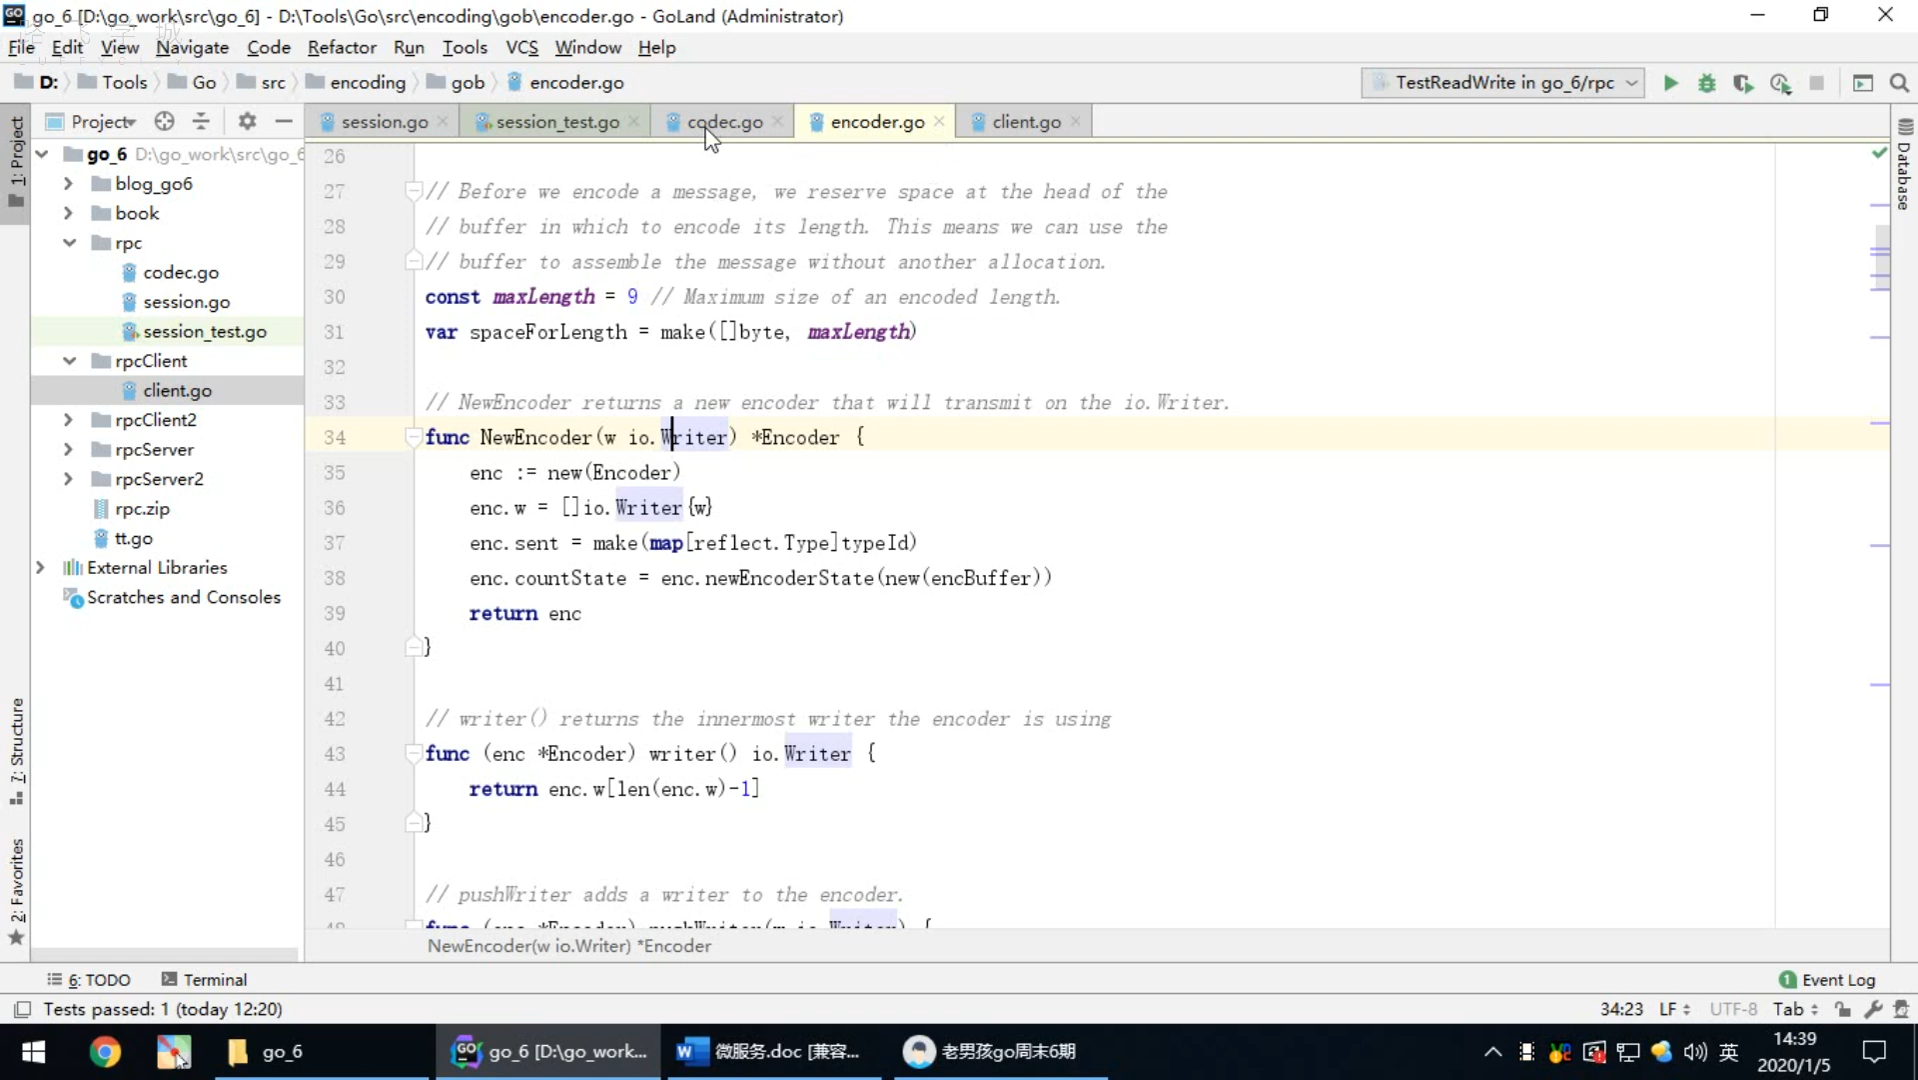 go_6 [D:\go_work\src\go_6] - D:\Tools\Go\src\encoding\gob\encoder.go - GoLand (Administrator)
File Edit View Navigate Code Refactor Run Tools VCS Window Help
D: Tools Go src encoding gob encoder.go TestReadWrite in go_6/rpc
1: Project
Project
session.go session_test.go codec.go encoder.go client.go
Database
go_6 D:\go_work\src\go_6
blog_go6
book
rpc
codec.go
session.go
session_test.go
rpcClient
client.go
rpcClient2
rpcServer
rpcServer2
rpc.zip
tt.go
External Libraries
Scratches and Consoles
7: Structure
2: Favorites
26
27 // Before we encode a message, we reserve space at the head of the
28 // buffer in which to encode its length. This means we can use the
29 // buffer to assemble the message without another allocation.
30 const maxLength = 9 // Maximum size of an encoded length.
31 var spaceForLength = make([]byte, maxLength)
32
33 // NewEncoder returns a new encoder that will transmit on the io.Writer.
34 func NewEncoder(w io.Writer) *Encoder {
35 enc := new(Encoder)
36 enc.w = []io.Writer{w}
37 enc.sent = make(map[reflect.Type]typeId)
38 enc.countState = enc.newEncoderState(new(encBuffer))
39 return enc
40 }
41
42 // writer() returns the innermost writer the encoder is using
43 func (enc *Encoder) writer() io.Writer {
44 return enc.w[len(enc.w)-1]
45 }
46
47 // pushWriter adds a writer to the encoder.
48 func (enc *Encoder) pushWriter(w io.Writer) {
NewEncoder(w io.Writer) *Encoder
6: TODO Terminal 1 Event Log
Tests passed: 1 (today 12:20) 34:23 LF UTF-8 Tab
go_6 go_6 [D:\go_work... 微服务.doc [兼容... 老男孩go周末6期 英 14:39
2020/1/5